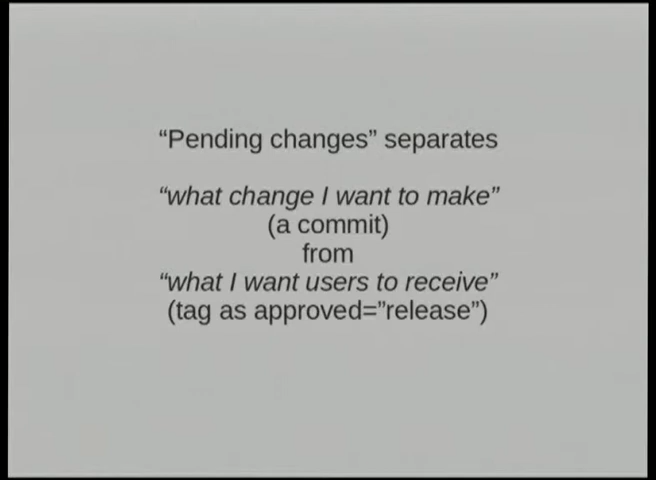 “Pending changes” separates
“what change I want to make”
(a commit)
from
“what I want users to receive”
(tag as approved=”release”)